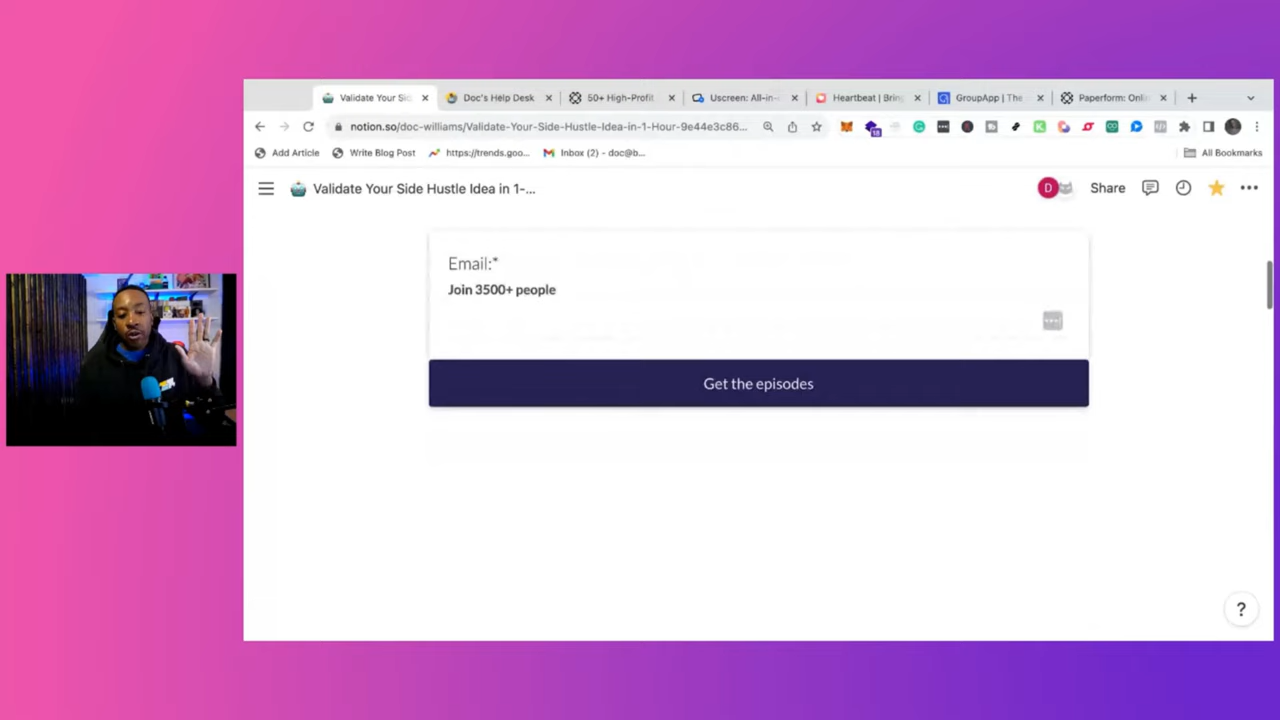 Validate Your Sid
Doc's Help Desk
50+ High-Profit
Uscreen: All-in-
Heartbeat | Bring
GroupApp | The
Paperform: Onli
notion.so/doc-williams/Validate-Your-Side-Hustle-Idea-in-1-Hour-9e44e3c86...
18
Add Article
Write Blog Post
https://trends.goo...
Inbox (2) - doc@b...
All Bookmarks
Validate Your Side Hustle Idea in 1-...
D
Share
Email:*
Join 3500+ people
Get the episodes
?